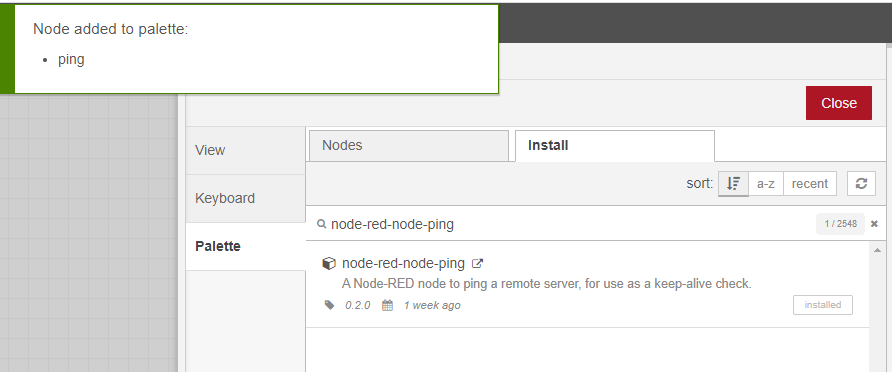 Node added to palette:
ping
Close
View
Keyboard
Palette
Nodes
Install
sort:
a-z
recent
node-red-node-ping
1 / 2548
node-red-node-ping
A Node-RED node to ping a remote server, for use as a keep-alive check.
0.2.0 1 week ago
installed